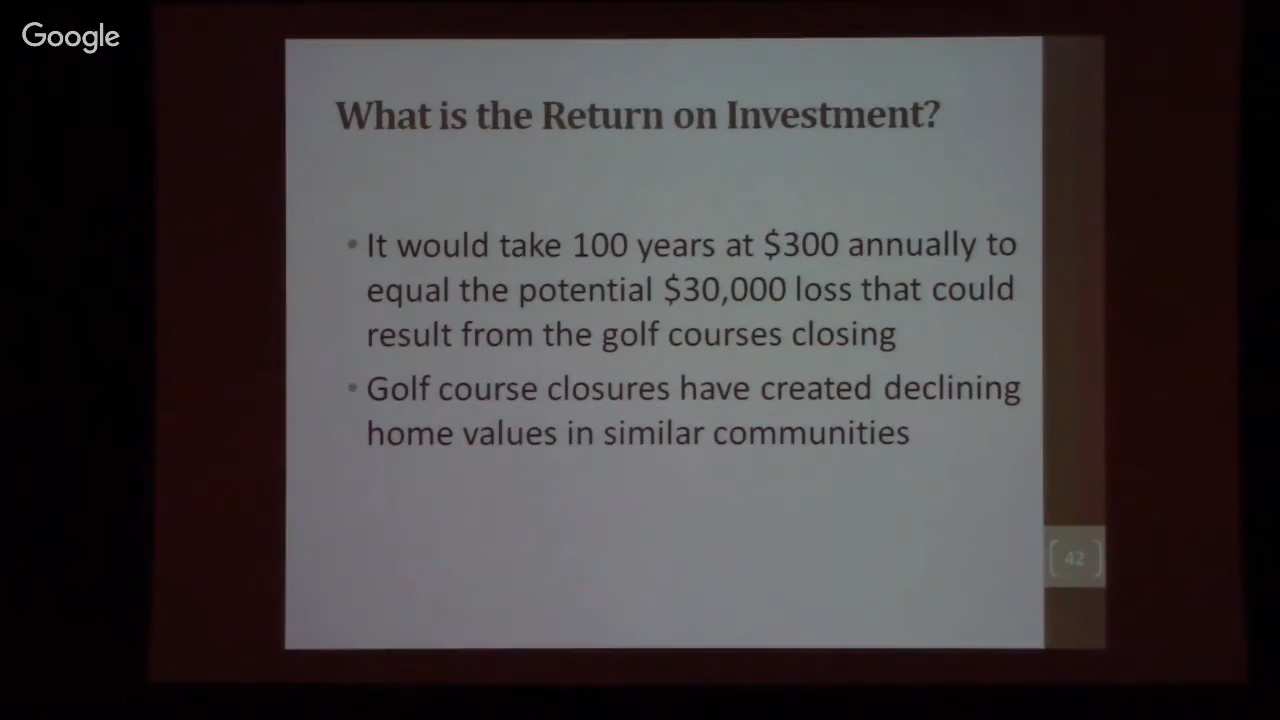 Google
What is the Return on Investment?
• It would take 100 years at $300 annually to
equal the potential $30,000 loss that could
result from the golf courses closing
• Golf course closures have created declining
home values in similar communities
[42]